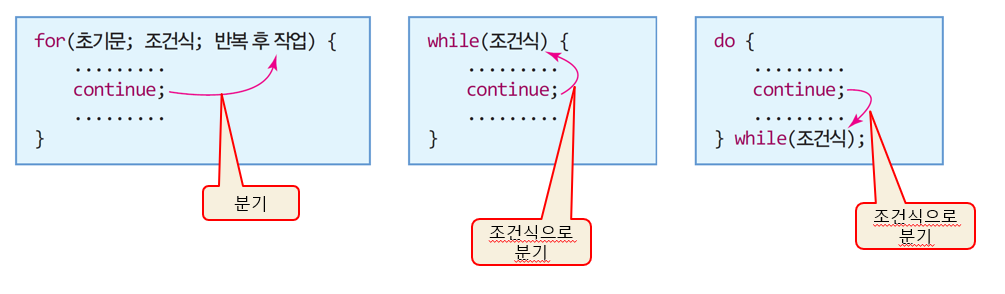 for(초기문; 조건식; 반복 후 작업) {
.........
continue;
.........
}
분기
while(조건식) {
.........
continue;
.........
}
조건식으로
분기
do {
.........
continue;
.........
} while(조건식);
조건식으로
분기